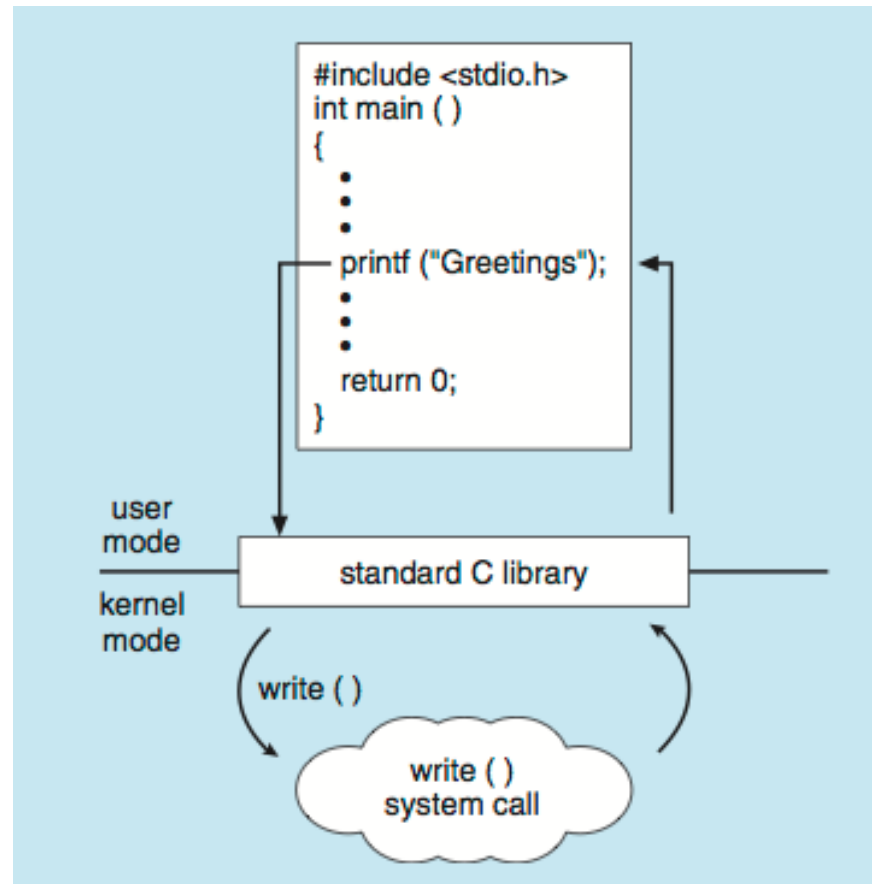 #include <stdio.h>
int main ( )
{
•
•
•
printf ("Greetings");
•
•
•
return 0;
}
user
mode
standard C library
kernel
mode
write ( )
write ( )
system call